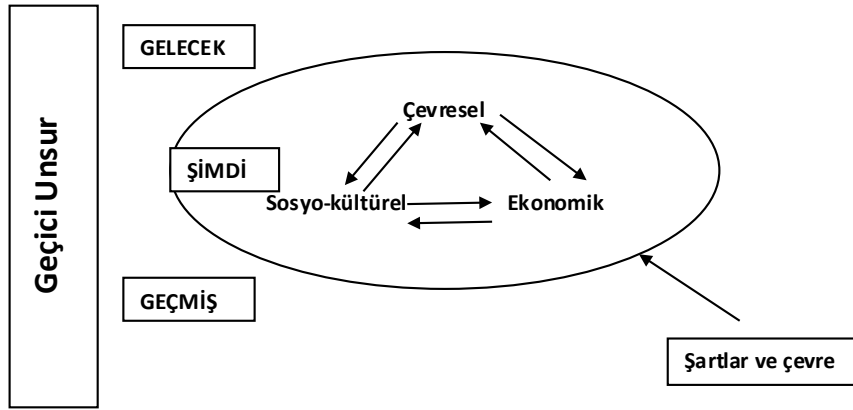 Geçici Unsur
GELECEK
Çevresel
ŞİMDİ
Sosyo-kültürel
Ekonomik
GEÇMİŞ
Şartlar ve çevre